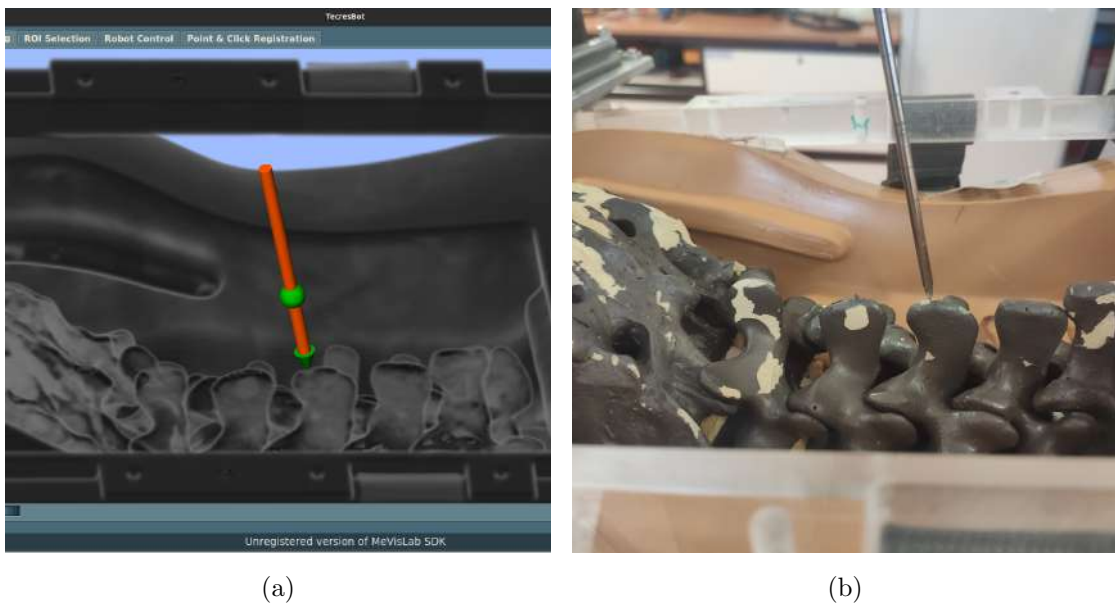 TecresBot
ROI Selection Robot Control Point & Click Registration
Unregistered version of MeVisLab SDK
(a)
(b)